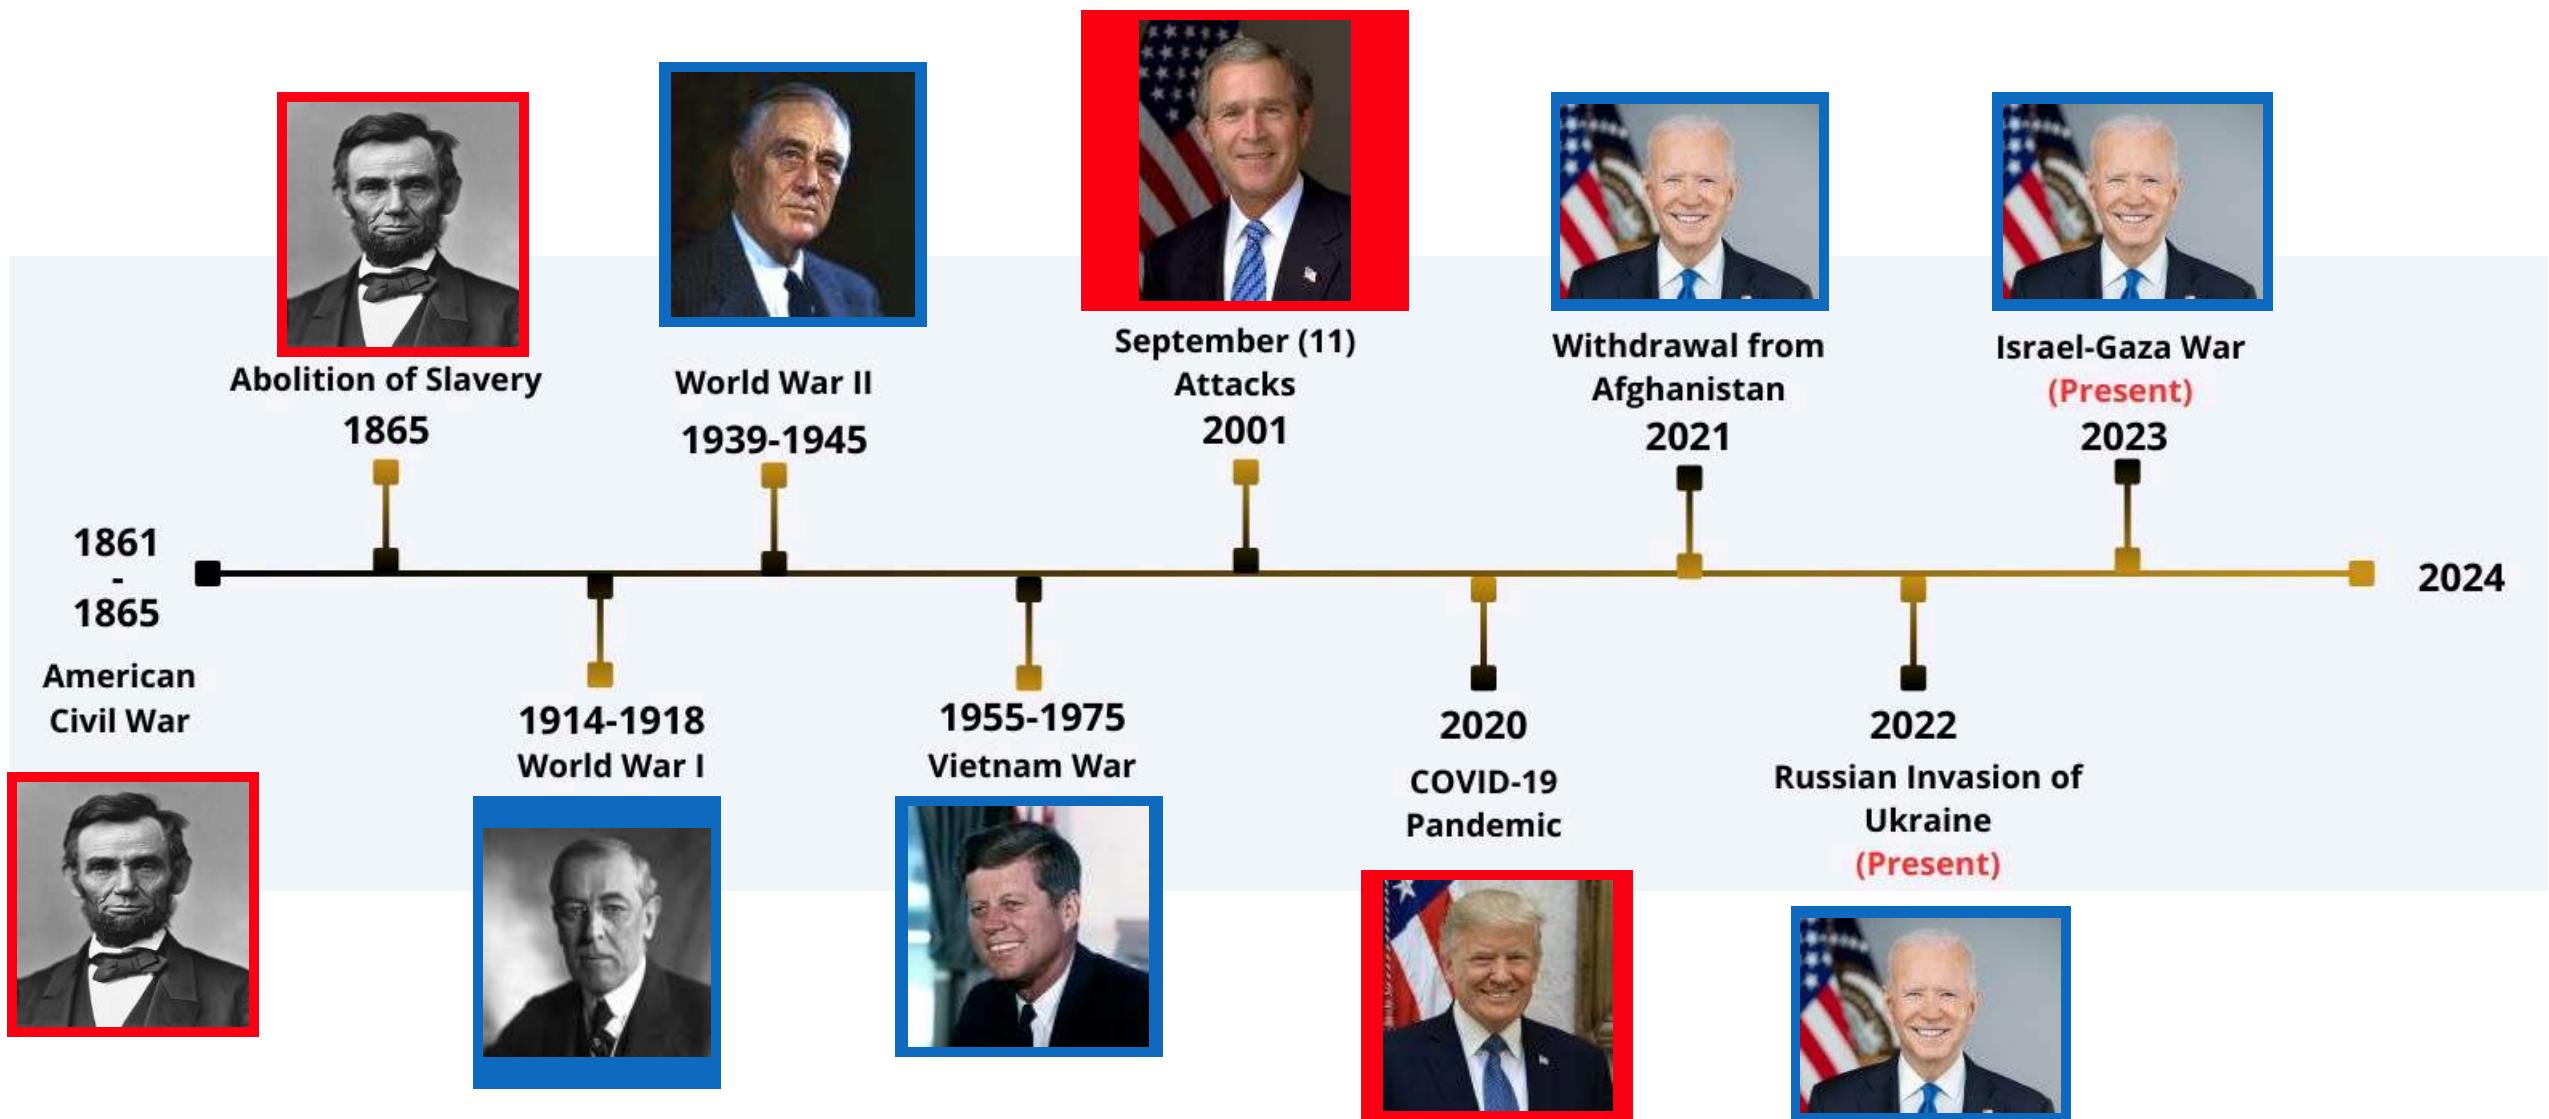 1861
-
1865
American
Civil War
Abolition of Slavery
1865
1914-1918
World War I
World War II
1939-1945
1955-1975
Vietnam War
September (11)
Attacks
2001
2020
COVID-19
Pandemic
Withdrawal from
Afghanistan
2021
2022
Russian Invasion of
Ukraine
(Present)
Israel-Gaza War
(Present)
2023
2024